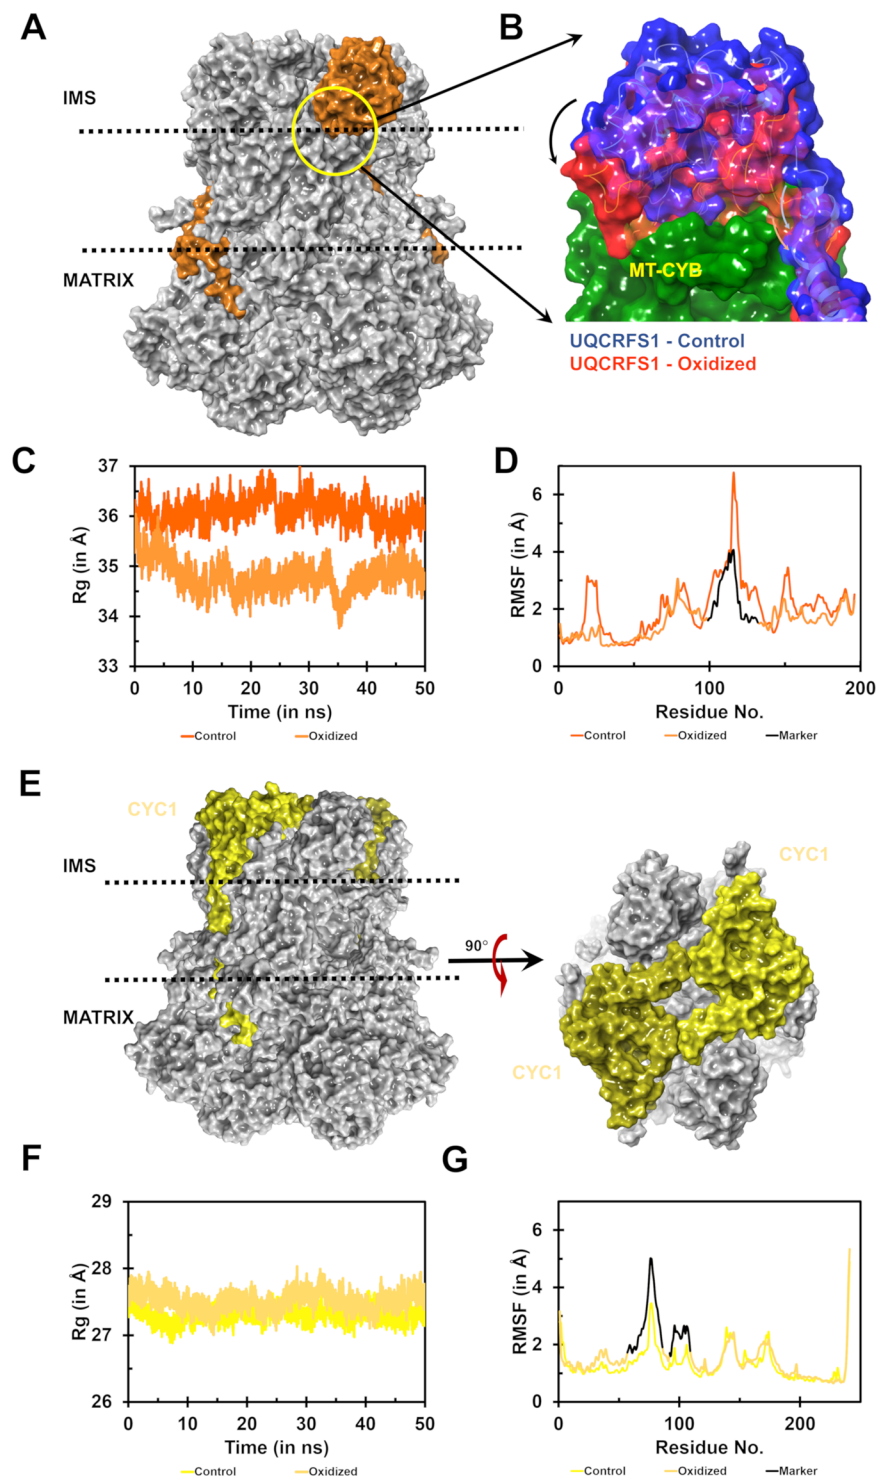 A
B
IMS
MATRIX
MT-CYB
UQCRFS1 - Control
UQCRFS1 - Oxidized
C
37
36
35
34
33
Rg (in Å)
0 10 20 30 40 50
Time (in ns)
Control Oxidized
D
6
4
2
0
RMSF (in Å)
0 100 200
Residue No.
Control Oxidized Marker
E
CYC1
IMS
MATRIX
90°
CYC1
CYC1
F
29
28
27
26
Rg (in Å)
0 10 20 30 40 50
Time (in ns)
Control Oxidized
G
6
4
2
0
RMSF (in Å)
0 100 200
Residue No.
Control Oxidized Marker